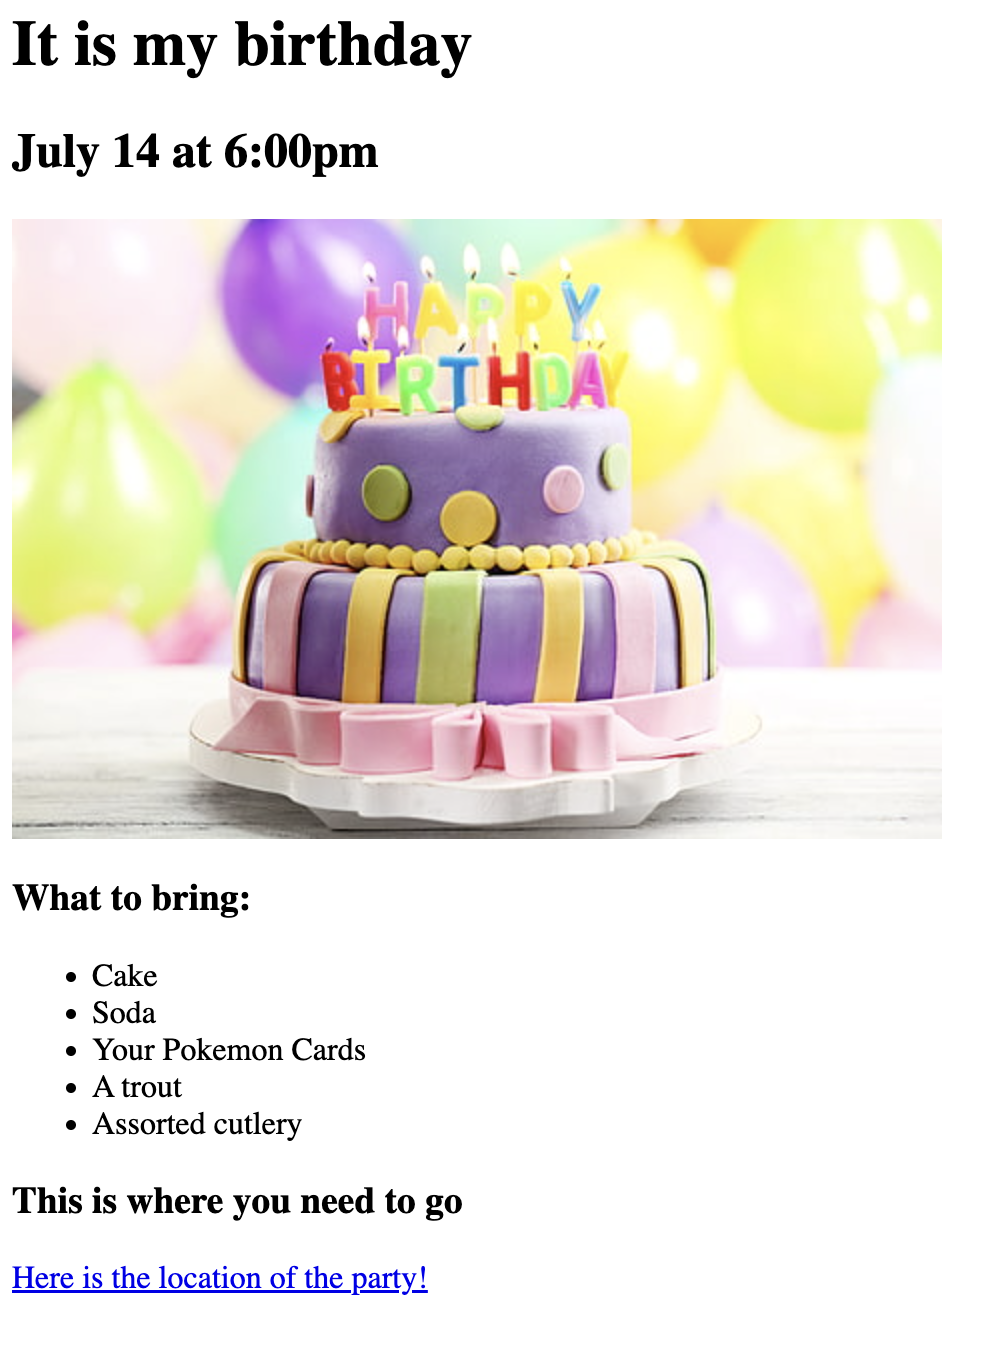 It is my birthday
July 14 at 6:00pm
HAPPY
BIRTHDAY
What to bring:
Cake
Soda
Your Pokemon Cards
A trout
Assorted cutlery
This is where you need to go
Here is the location of the party!